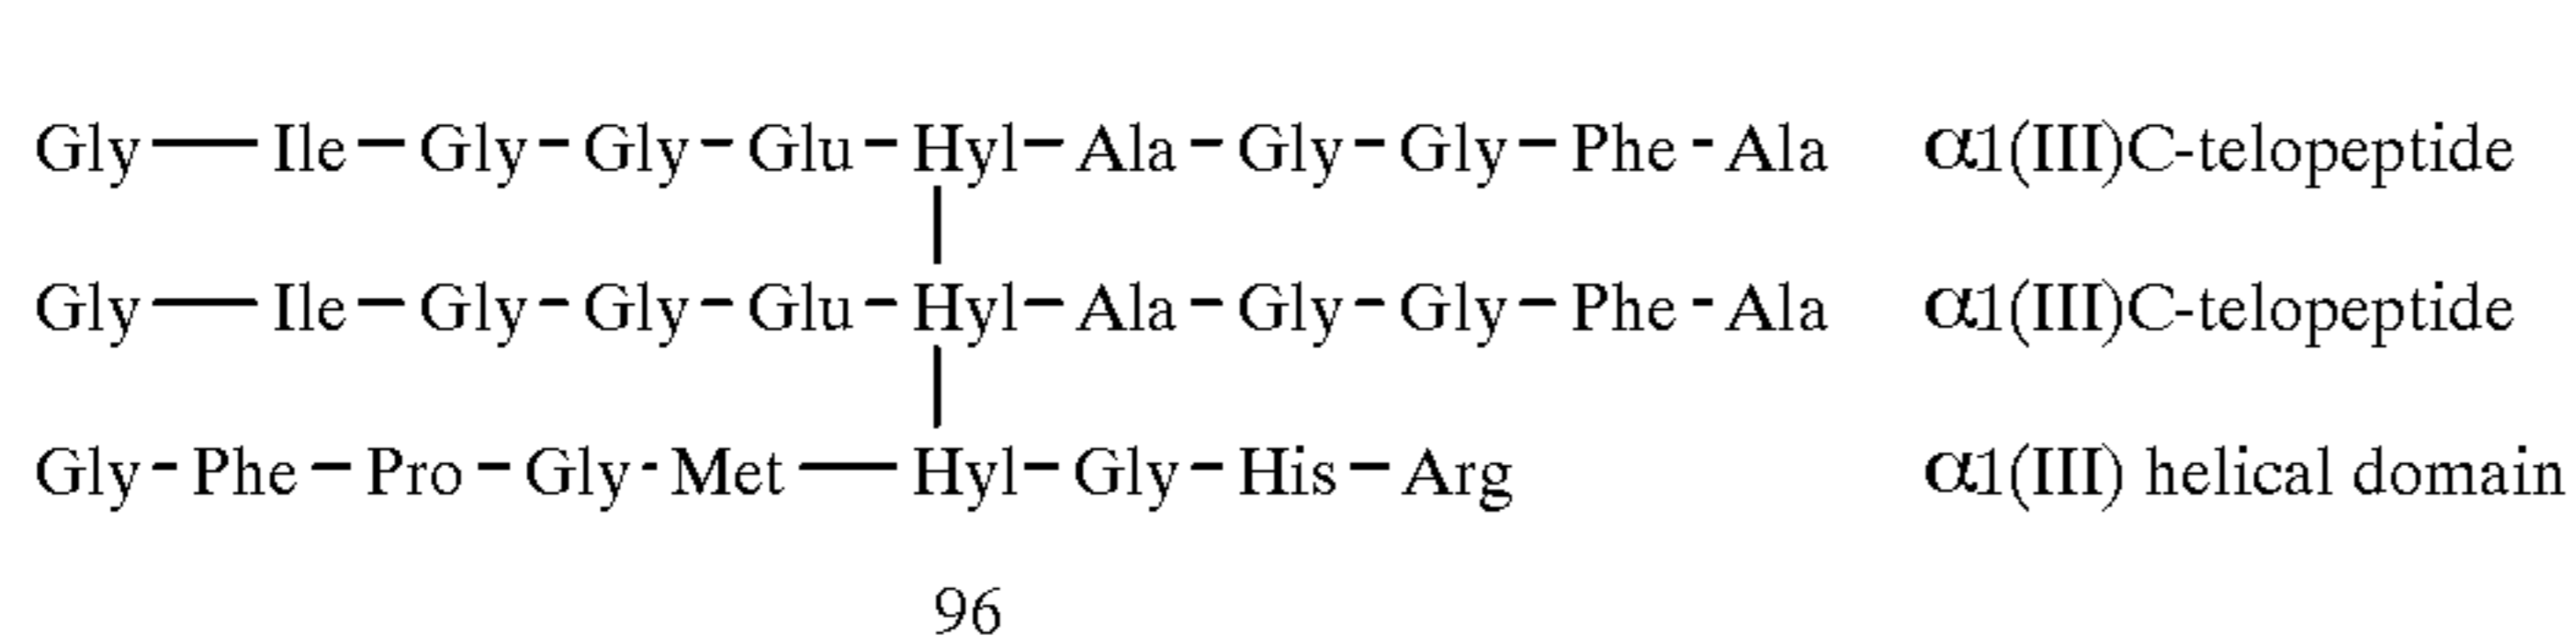 Gly—Ile-Gly-Gly-Glu-Hyl-Ala-Gly-Gly-Phe-Ala α1(III)C-telopeptide
Gly—Ile-Gly-Gly-Glu-Hyl-Ala-Gly-Gly-Phe-Ala α1(III)C-telopeptide
Gly-Phe-Pro-Gly-Met—Hyl-Gly-His-Arg α1(III) helical domain
96